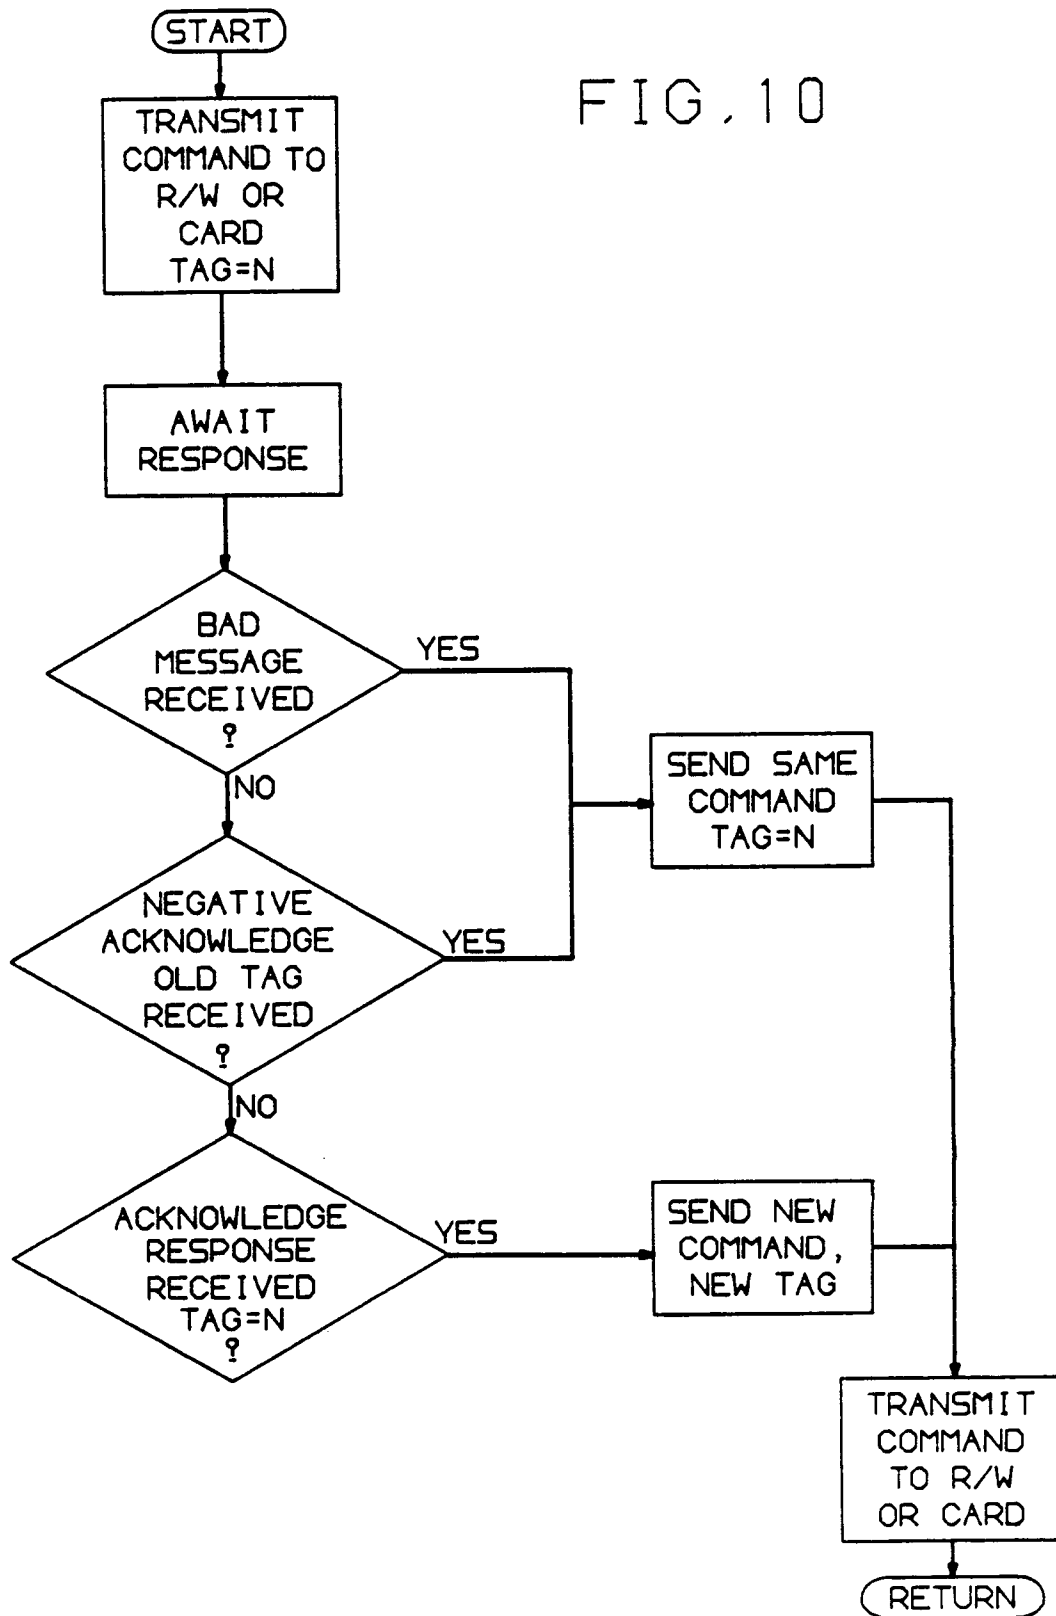 START
FIG. 10
TRANSMIT
COMMAND TO
R/W OR
CARD
TAG=N
AWAIT
RESPONSE
BAD
MESSAGE
RECEIVED
?
YES
NO
SEND SAME
COMMAND
TAG=N
NEGATIVE
ACKNOWLEDGE
OLD TAG
RECEIVED
?
YES
NO
ACKNOWLEDGE
RESPONSE
RECEIVED
TAG=N
?
YES
SEND NEW
COMMAND,
NEW TAG
TRANSMIT
COMMAND
TO R/W
OR CARD
RETURN